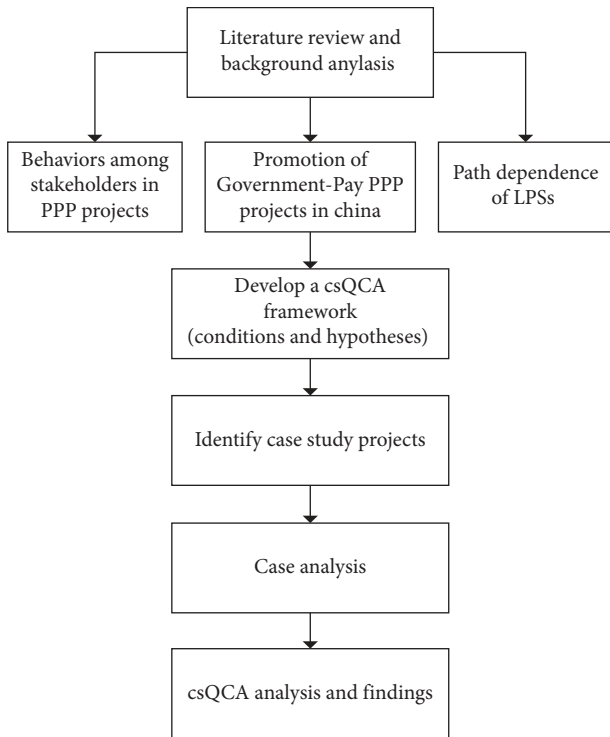 Literature review and
background anylasis
Behaviors among
stakeholders in
PPP projects
Promotion of
Government-Pay PPP
projects in china
Path dependence
of LPSs
Develop a csQCA
framework
(conditions and hypotheses)
Identify case study projects
Case analysis
csQCA analysis and findings